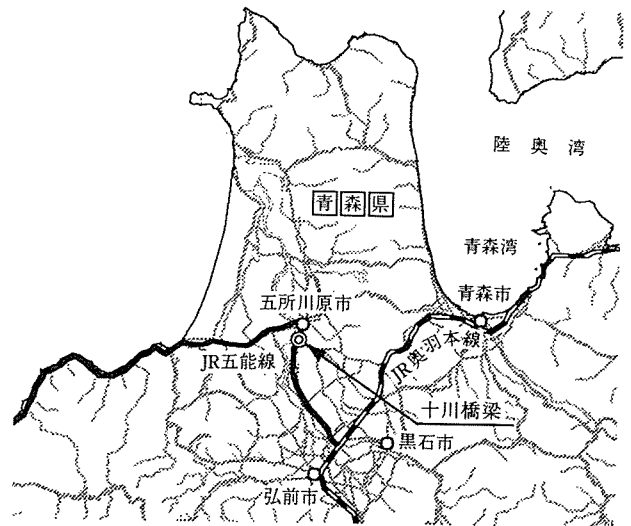 陸奥湾
青森県
青森湾
青森市
五所川原市
JR五能線
JR奥羽本線
十川橋梁
黒石市
弘前市